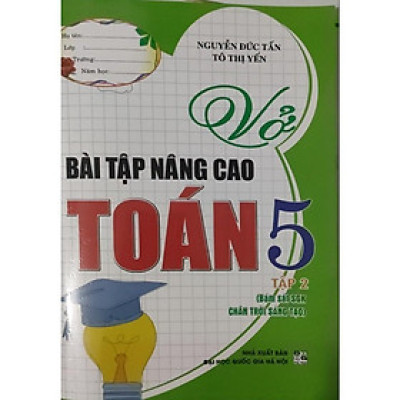 Họ tên:
Lớp:
Trường:
Năm học:
NGUYỄN ĐỨC TẤN
TÔ THỊ YẾN
Vở
BÀI TẬP NÂNG CAO
TOÁN 5
TẬP 2
(Bám sát SGK
CHÂN TRỜI SÁNG TẠO)
NHÀ XUẤT BẢN
ĐẠI HỌC QUỐC GIA HÀ NỘI